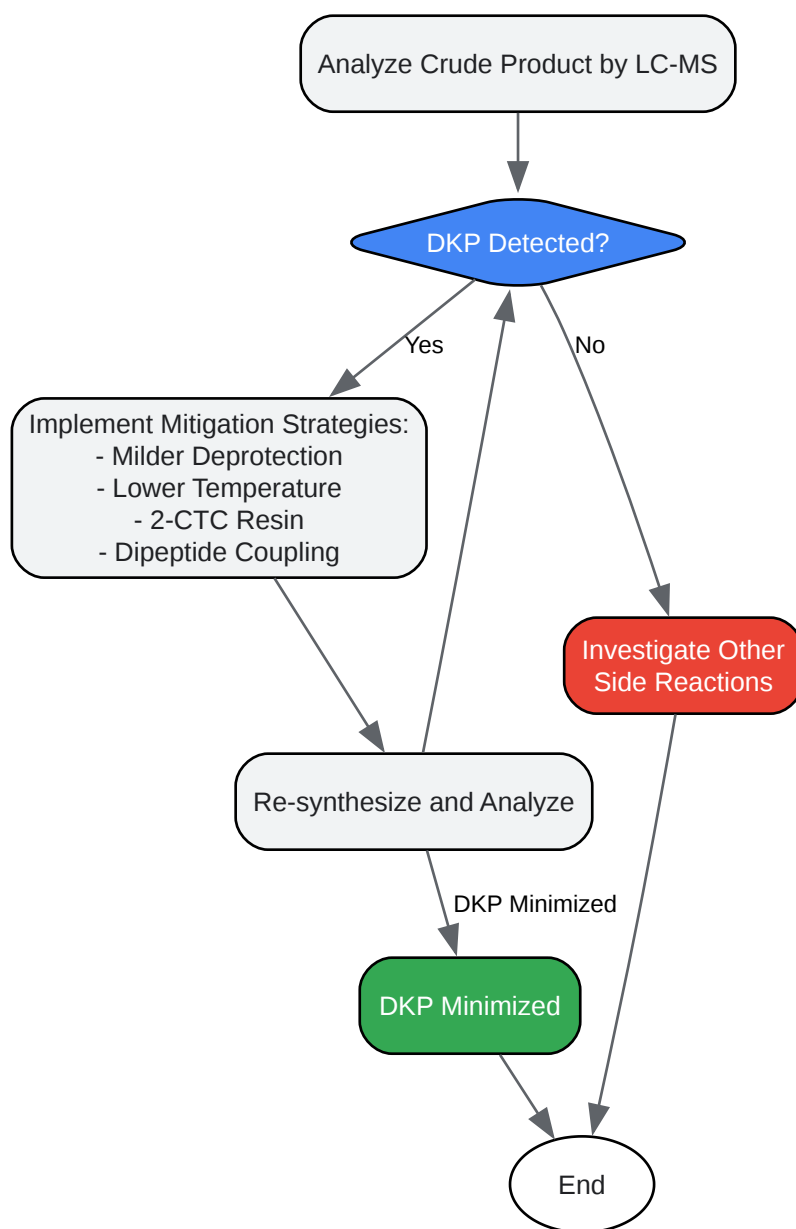 Analyze Crude Product by LC-MS
DKP Detected?
Yes
No
Implement Mitigation Strategies:
- Milder Deprotection
- Lower Temperature
- 2-CTC Resin
- Dipeptide Coupling
Investigate Other
Side Reactions
Re-synthesize and Analyze
DKP Minimized
DKP Minimized
End